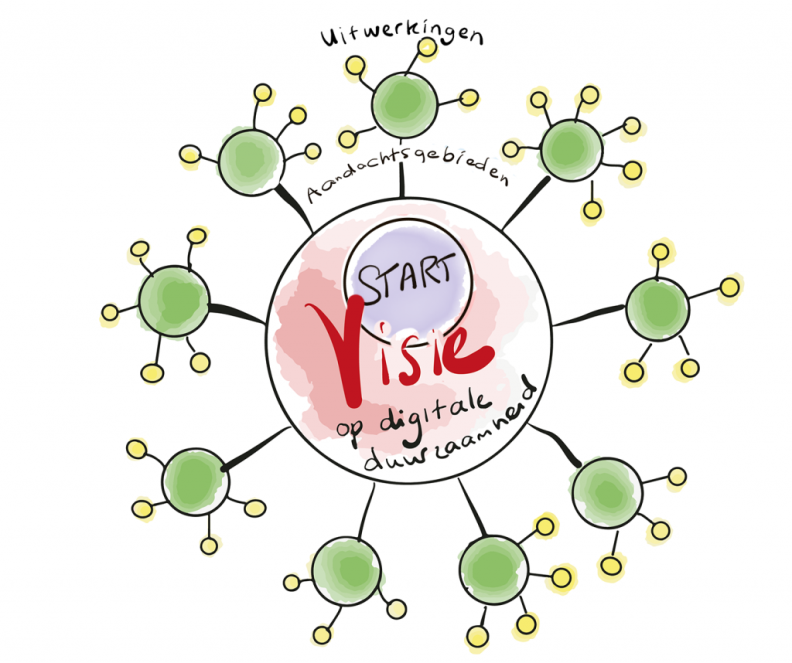 Uitwerkingen
Aandachtsgebieden
START
Visie
op digitale
duurzaamheid